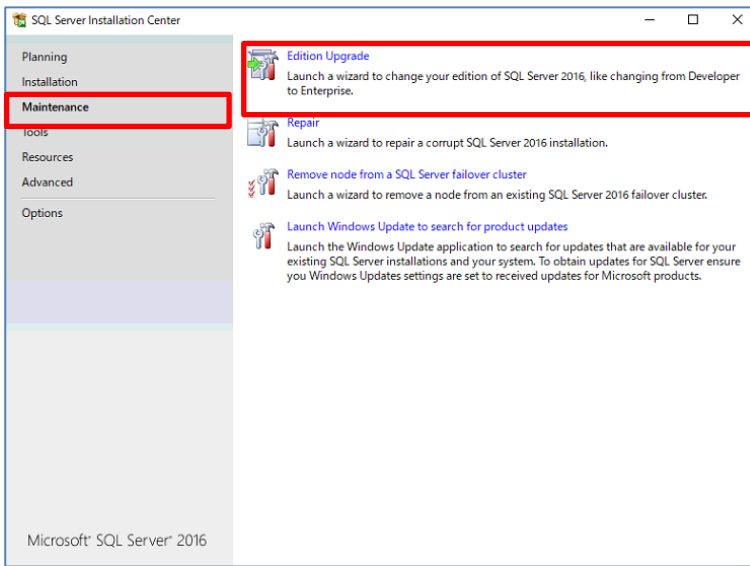 SQL Server Installation Center
Planning
Installation
Maintenance
Tools
Resources
Advanced
Options
Edition Upgrade
Launch a wizard to change your edition of SQL Server 2016, like changing from Developer
to Enterprise.
Repair
Launch a wizard to repair a corrupt SQL Server 2016 installation.
Remove node from a SQL Server failover cluster
Launch a wizard to remove a node from an existing SQL Server 2016 failover cluster.
Launch Windows Update to search for product updates
Launch the Windows Update application to search for updates that are available for your
existing SQL Server installations and your system. To obtain updates for SQL Server ensure
you Windows Updates settings are set to received updates for Microsoft products.
Microsoft® SQL Server® 2016